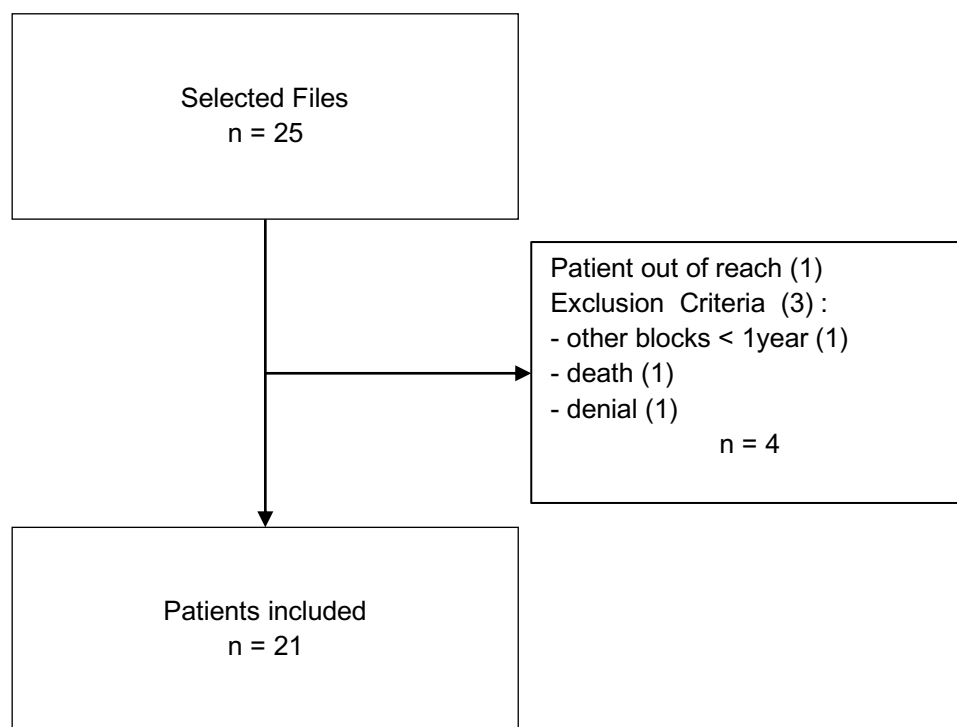 Selected Files
n = 25
Patient out of reach (1)
Exclusion Criteria (3) :
- other blocks < 1year (1)
- death (1)
- denial (1)
n = 4
Patients included
n = 21